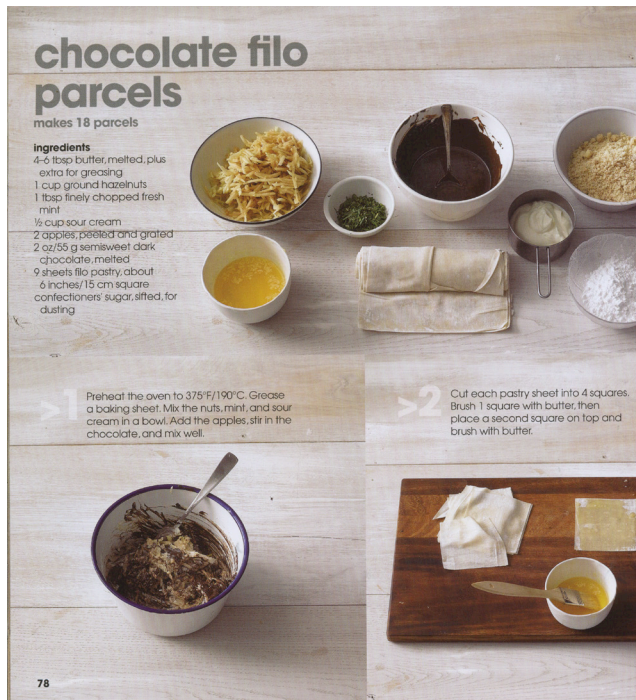 chocolate filo
parcels
makes 18 parcels
ingredients
4-6 tbsp butter, melted, plus
extra for greasing
1 cup ground hazelnuts
1 tbsp finely chopped fresh
mint
½ cup sour cream
2 apples, peeled and grated
2 oz/55 g semisweet dark
chocolate, melted
9 sheets filo pastry, about
6 inches/15 cm square
confectioners' sugar, sifted, for
dusting
>1
Preheat the oven to 375°F/190°C. Grease
a baking sheet. Mix the nuts, mint, and sour
cream in a bowl. Add the apples, stir in the
chocolate, and mix well.
>2
Cut each pastry sheet into 4 squares.
Brush 1 square with butter, then
place a second square on top and
brush with butter.
78